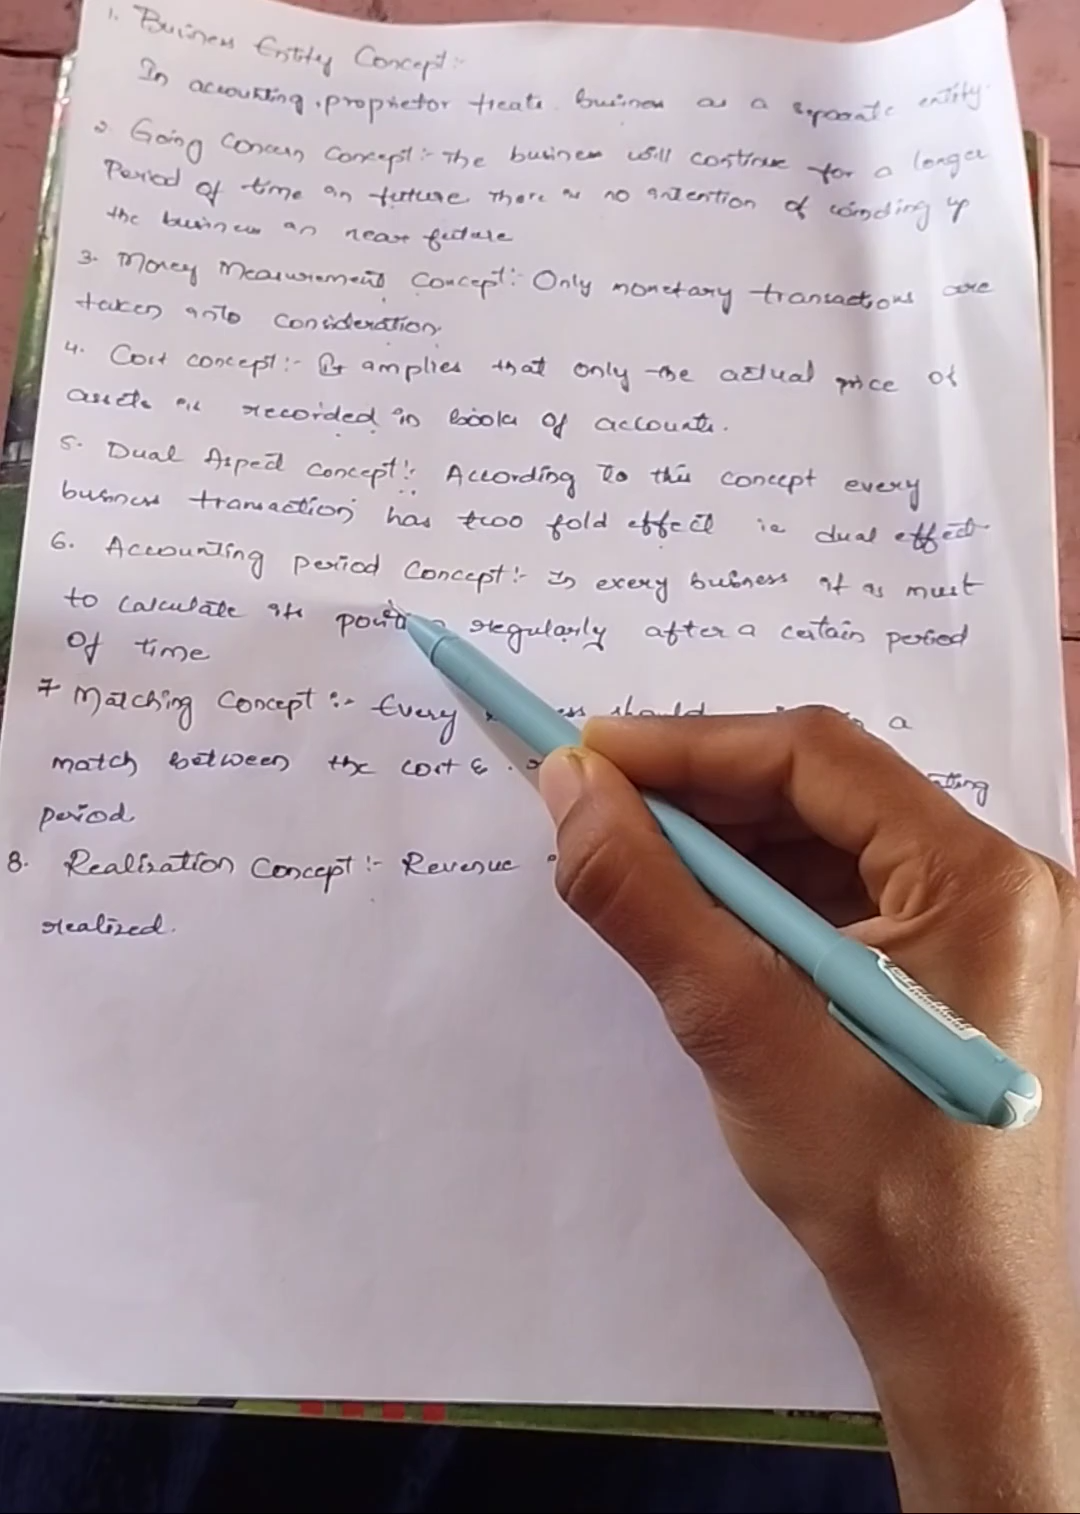 1. Business Entity Concept:-
In accounting, proprietor treats business as a separate entity.
2. Going Concern Concept:- The business will continue for a longer
Period of time in future. There is no intention of winding up
the business in near future
3. Money Measurement Concept:- Only monetary transactions are
taken into consideration.
4. Cost concept:- It implies that only the actual price of
assets is recorded in books of accounts.
5. Dual Aspect Concept:- According to this concept every
business transaction has two fold effect ie dual effect
6. Accounting period Concept:- In every business it is must
to calculate its regularly after a certain period
Of time
7 Matching Concept:- Every should a
match between the cost &
period
8. Realization Concept:- Revenue
realized.